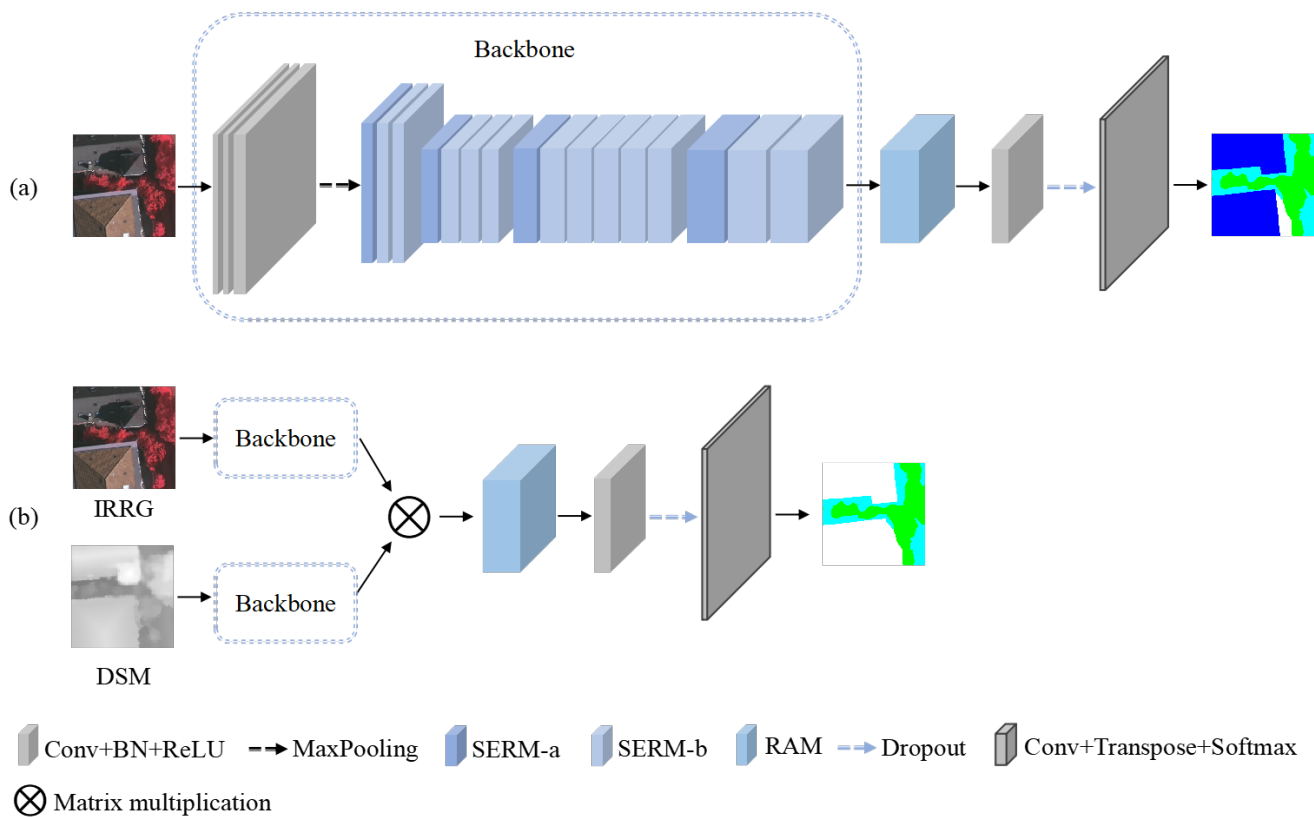 Backbone
(a)
Backbone
IRRG
(b)
Backbone
DSM
Conv+BN+ReLU MaxPooling SERM-a SERM-b RAM Dropout Conv+Transpose+Softmax
Matrix multiplication